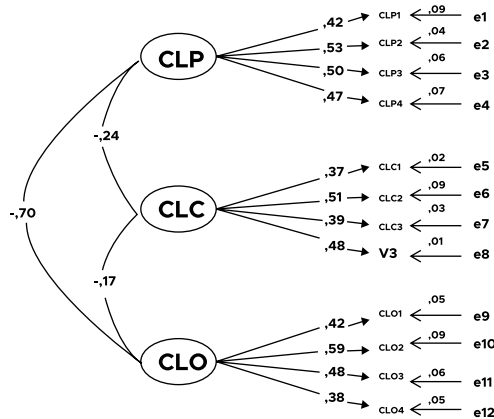 ,42 CLP1 ,09 e1
,53 CLP2 ,04 e2
CLP ,50 CLP3 ,06 e3
,47 CLP4 ,07 e4
-,24
,37 CLC1 ,02 e5
,51 CLC2 ,09 e6
-,70 CLC ,39 CLC3 ,03 e7
,48 V3 ,01 e8
-,17
,42 CLO1 ,05 e9
,59 CLO2 ,09 e10
CLO ,48 CLO3 ,06 e11
,38 CLO4 ,05 e12